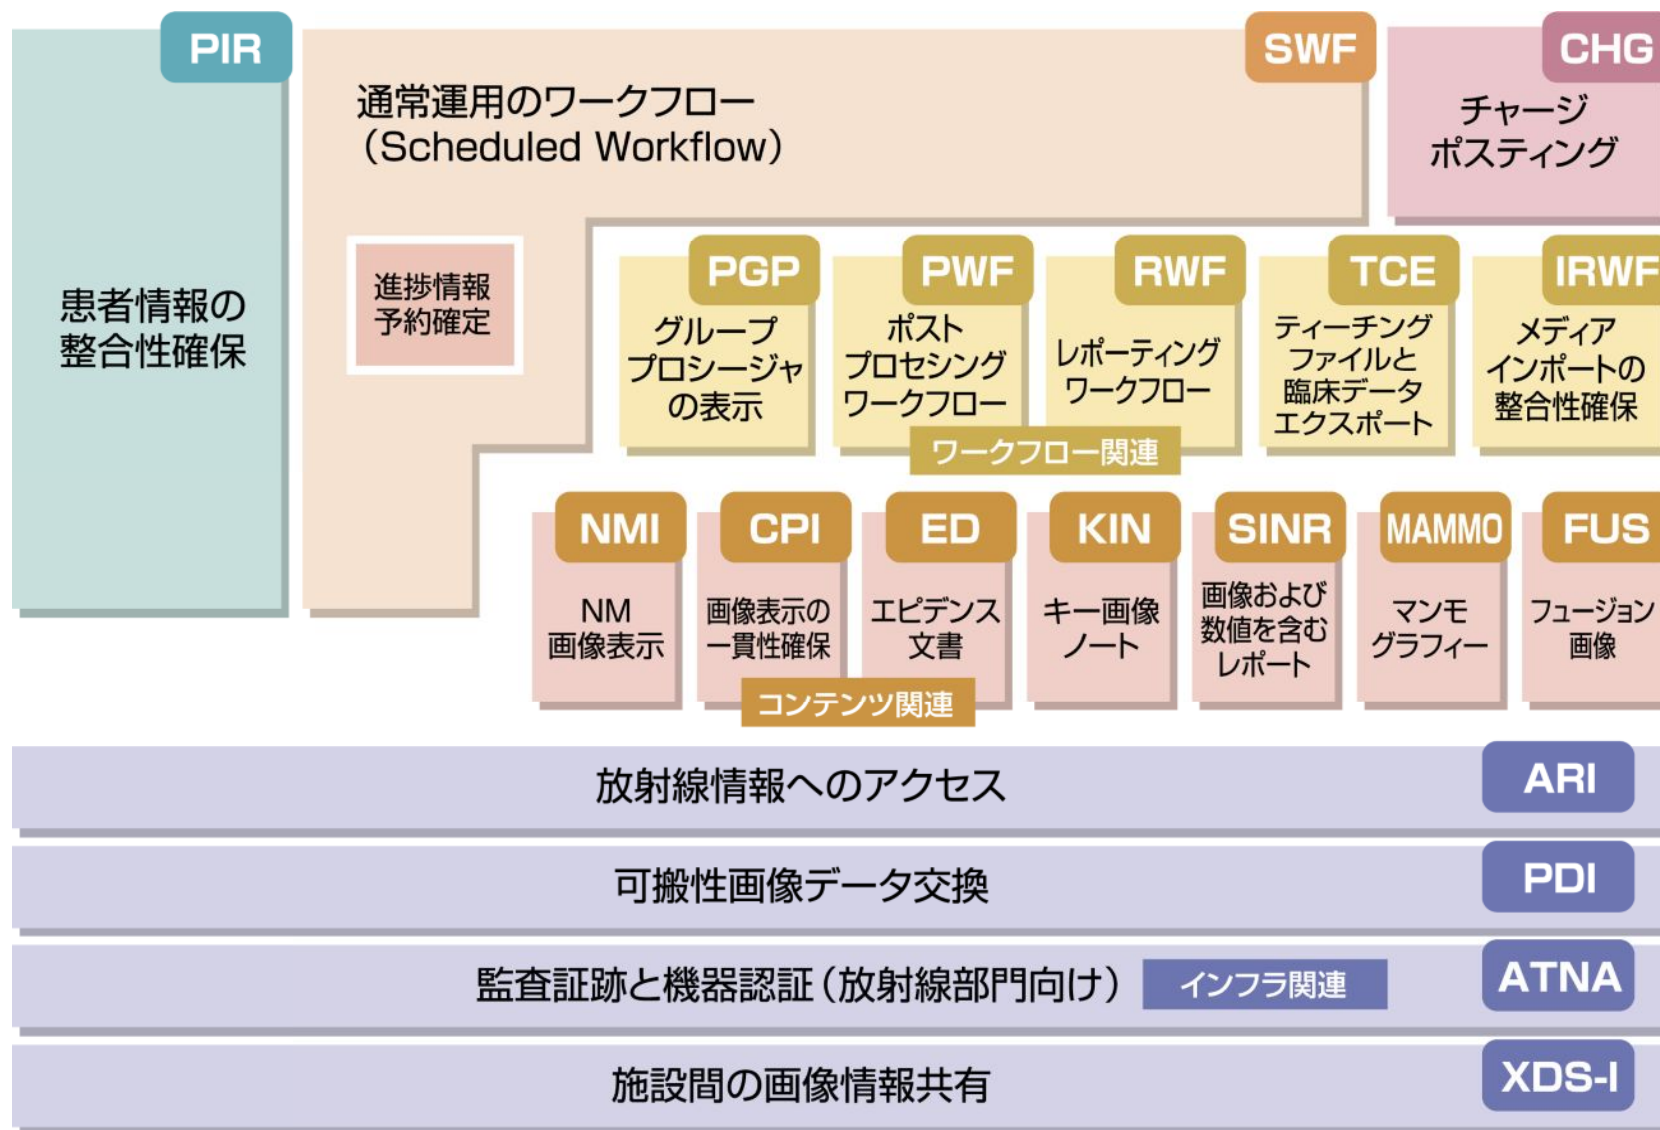 PIR
患者情報の
整合性確保
SWF
通常運用のワークフロー
（Scheduled Workflow）
進捗情報
予約確定
CHG
チャージ
ポスティング
PGP
グループ
プロシージャ
の表示
PWF
ポスト
プロセシング
ワークフロー
RWF
レポーティング
ワークフロー
TCE
ティーチング
ファイルと
臨床データ
エクスポート
IRWF
メディア
インポートの
整合性確保
ワークフロー関連
NMI
NM
画像表示
CPI
画像表示の
一貫性確保
ED
エビデンス
文書
KIN
キー画像
ノート
SINR
画像および
数値を含む
レポート
MAMMO
マンモ
グラフィー
FUS
フュージョン
画像
コンテンツ関連
放射線情報へのアクセス
ARI
可搬性画像データ交換
PDI
監査証跡と機器認証（放射線部門向け）
インフラ関連
ATNA
施設間の画像情報共有
XDS-I